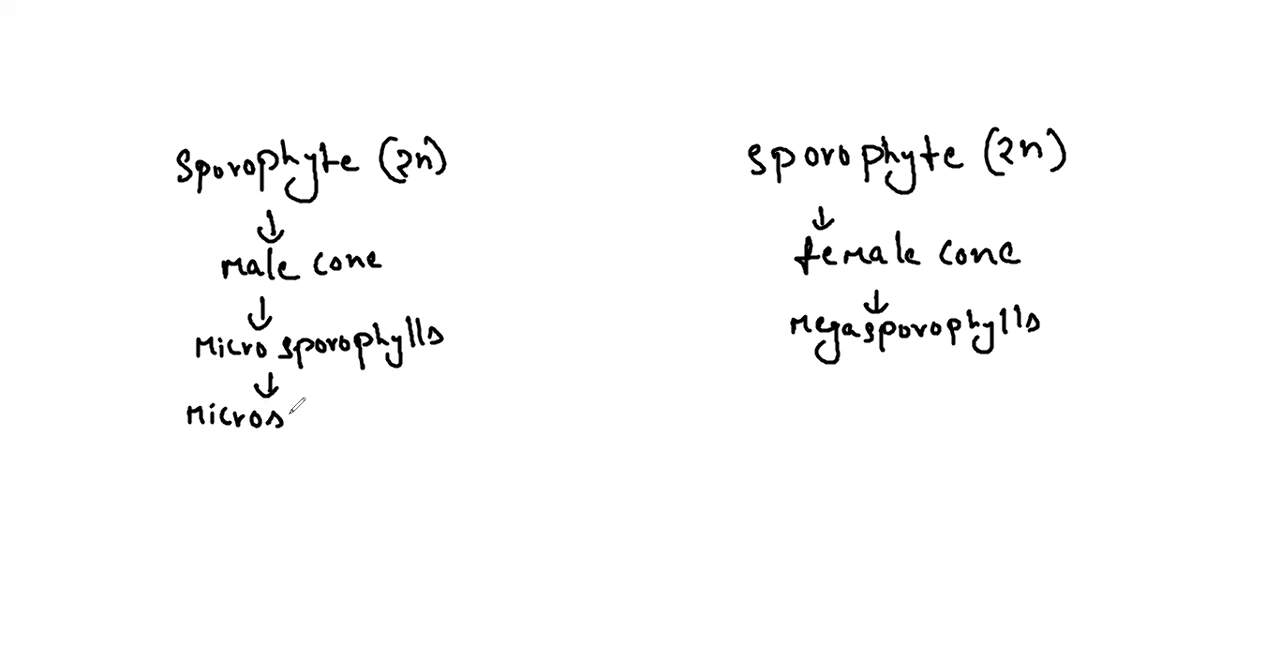 Sporophyte (2n)
↓
Male cone
↓
Micro sporophylls
↓
Micros
Sporophyte (2n)
↓
female cone
↓
Megasporophylls